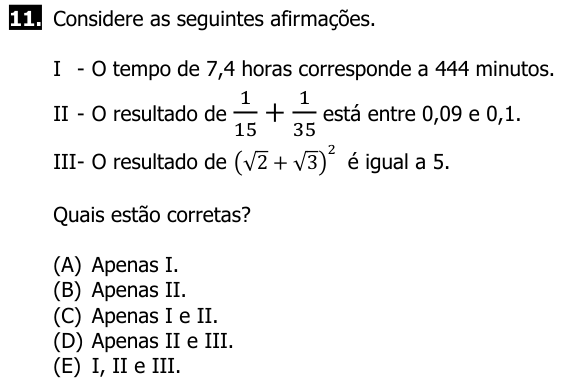 11. Considere as seguintes afirmações.
I - O tempo de 7,4 horas corresponde a 444 minutos.
II - O resultado de 1/15 + 1/35 está entre 0,09 e 0,1.
III- O resultado de (√2 + √3)² é igual a 5.
Quais estão corretas?
(A) Apenas I.
(B) Apenas II.
(C) Apenas I e II.
(D) Apenas II e III.
(E) I, II e III.